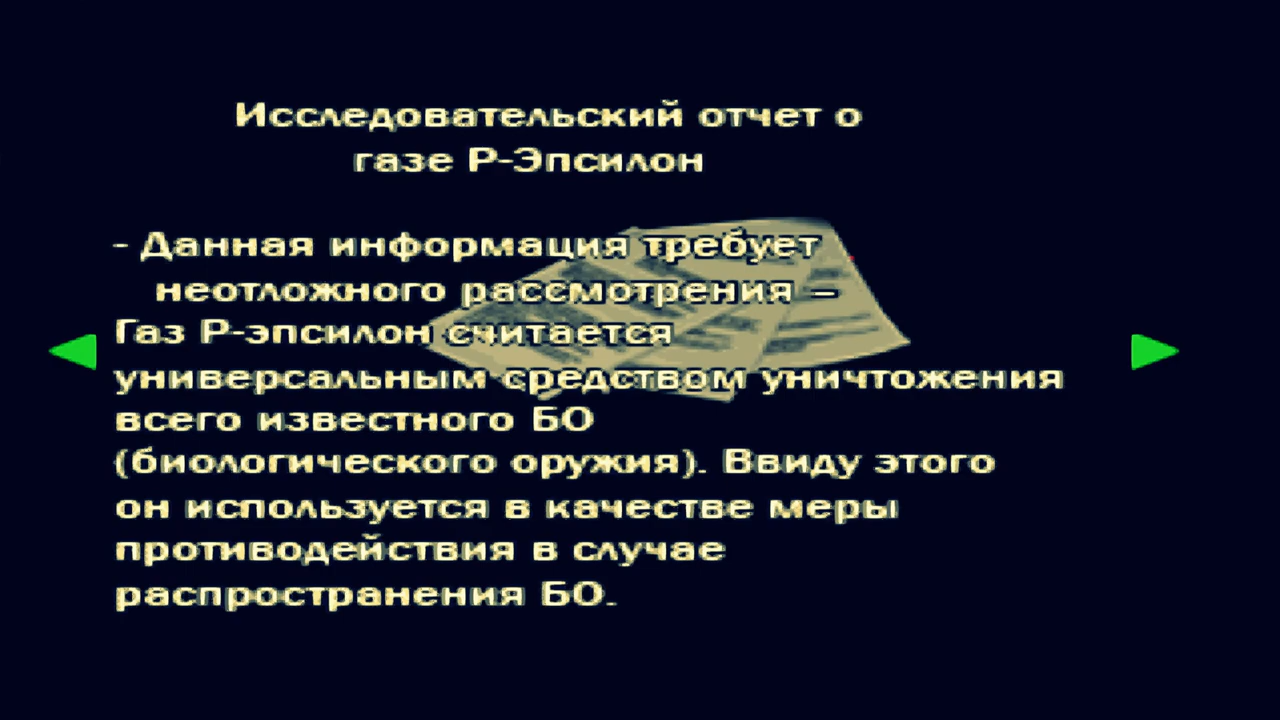 Исследовательский отчет о
газе Р-Эпсилон
- Данная информация требует
неотложного рассмотрения –
Газ Р-эпсилон считается
универсальным средством уничтожения
всего известного БО
(биологического оружия). Ввиду этого
он используется в качестве меры
противодействия в случае
распространения БО.